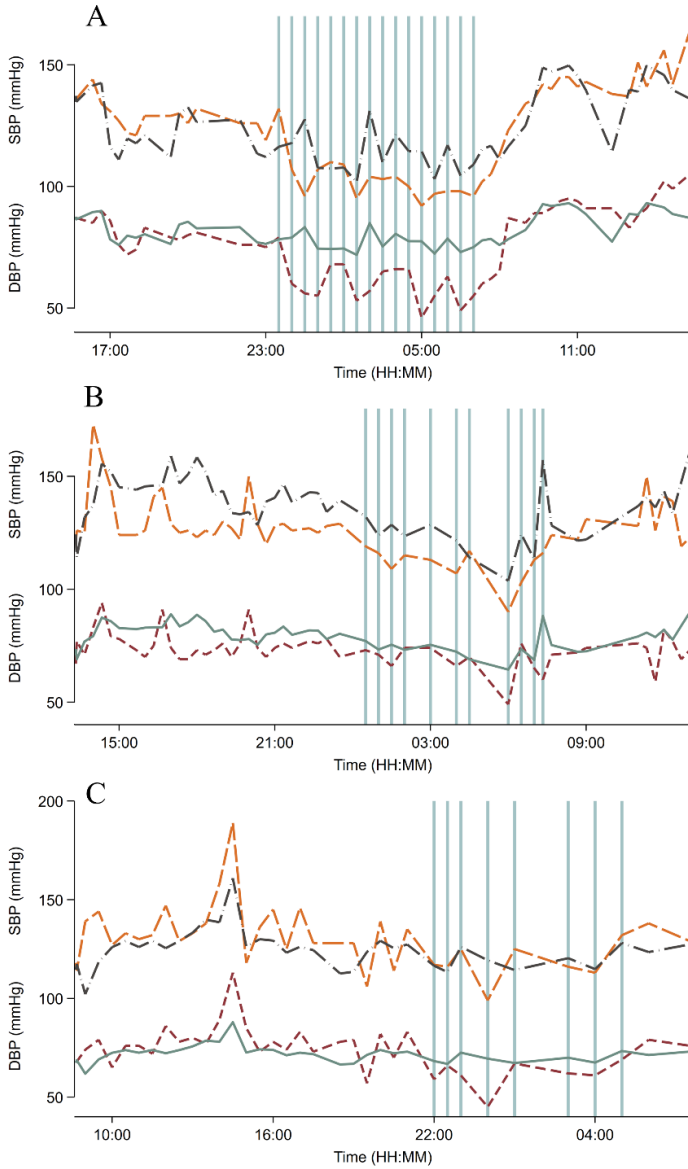 A
150
100
50
SBP (mmHg)
DBP (mmHg)
17:00 23:00 05:00 11:00
Time (HH:MM)
B
150
100
50
SBP (mmHg)
DBP (mmHg)
15:00 21:00 03:00 09:00
Time (HH:MM)
C
200
150
100
50
SBP (mmHg)
DBP (mmHg)
10:00 16:00 22:00 04:00
Time (HH:MM)